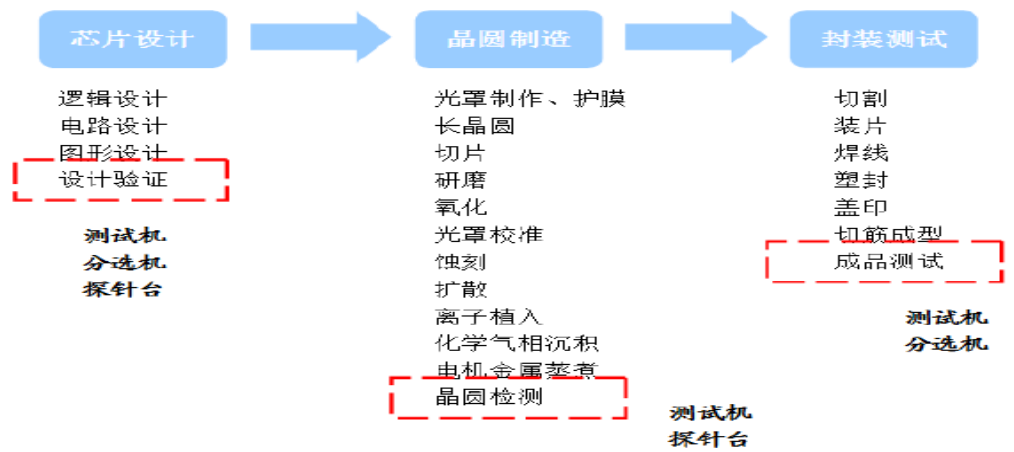 芯片设计
逻辑设计
电路设计
图形设计
设计验证
测试机
分选机
探针台
晶圆制造
光罩制作、护膜
长晶圆
切片
研磨
氧化
光罩校准
蚀刻
扩散
离子植入
化学气相沉积
电机金属蒸煮
晶圆检测
测试机
探针台
封装测试
切割
装片
焊线
塑封
盖印
切筋成型
成品测试
测试机
分选机